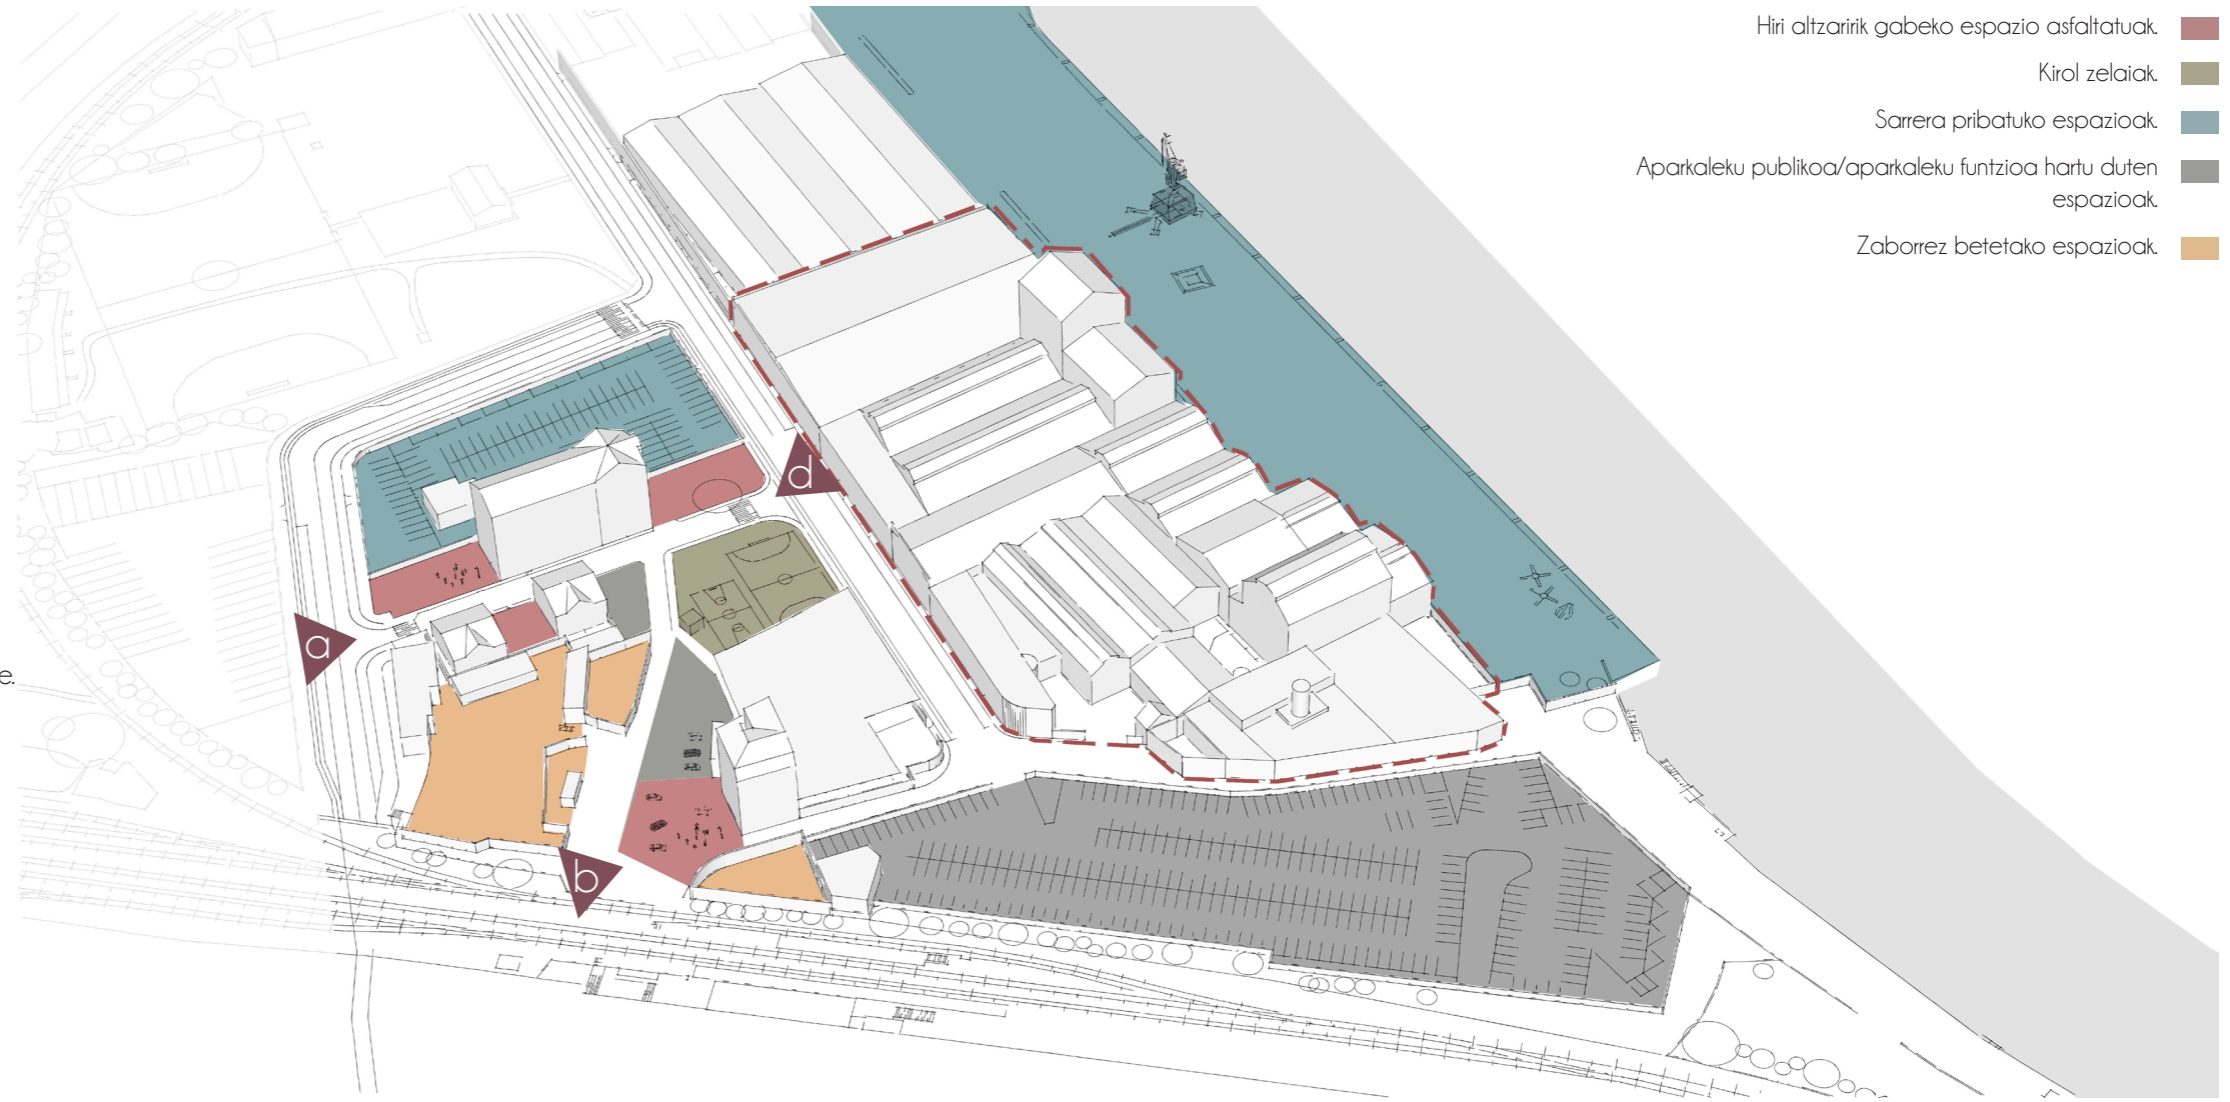 Hiri altzaririk gabeko espazio asfaltatuak.
Kirol zelaiak.
Sarrera pribatuko espazioak.
Aparkaleku publikoa/aparkaleku funtzioa hartu duten
espazioak.
Zaborrez betetako espazioak.
d
a
e.
b